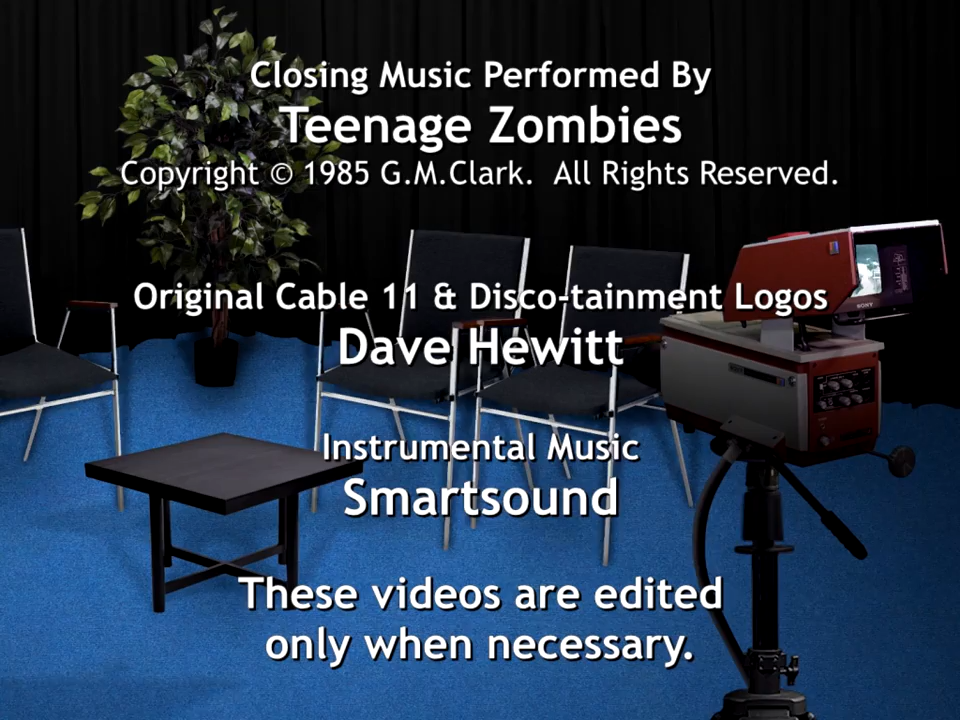 Closing Music Performed By
Teenage Zombies
Copyright © 1985 G.M.Clark.  All Rights Reserved.
Original Cable 11 & Disco-tainment Logos
SONY
Dave Hewitt
Instrumental Music
Smartsound
These videos are edited
only when necessary.